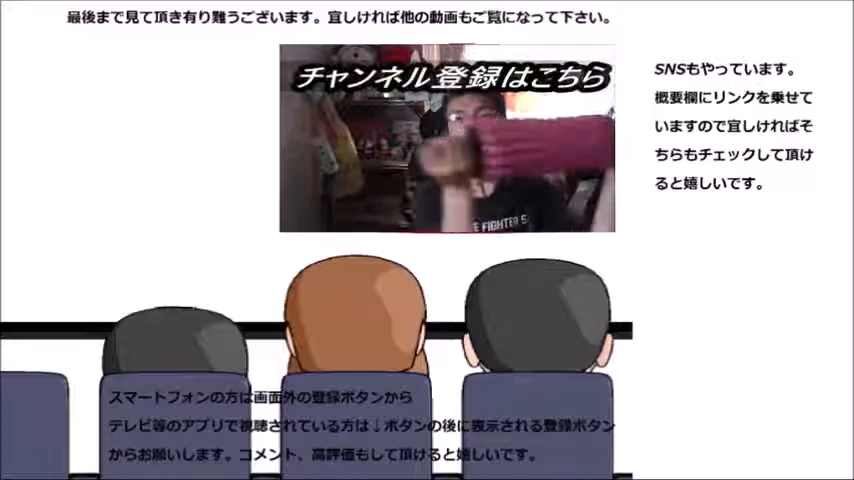 最後まで見て頂き有り難うございます。宜しければ他の動画もご覧になって下さい。
チャンネル登録はこちら
SNSもやっています。
概要欄にリンクを乗せて
いますので宜しければそ
ちらもチェックして頂け
ると嬉しいです。
FIGHTER
スマートフォンの方は画面外の登録ボタンから
テレビ等のアプリで視聴されている方は↓ボタンの後に表示される登録ボタン
からお願いします。コメント、高評価もして頂けると嬉しいです。